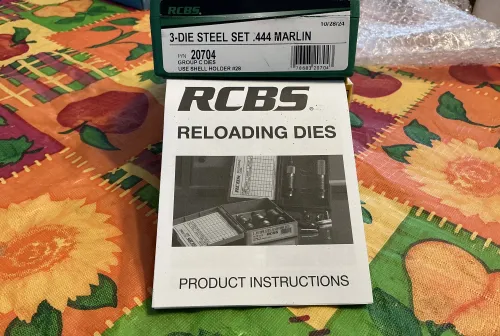 RCBS.
10/28/24
3-DIE STEEL SET .444 MARLIN
P/N 20704
GROUP C DIES
USE SHELL HOLDER #28
RCBS®
RELOADING DIES
RCBS
PRODUCT INSTRUCTIONS